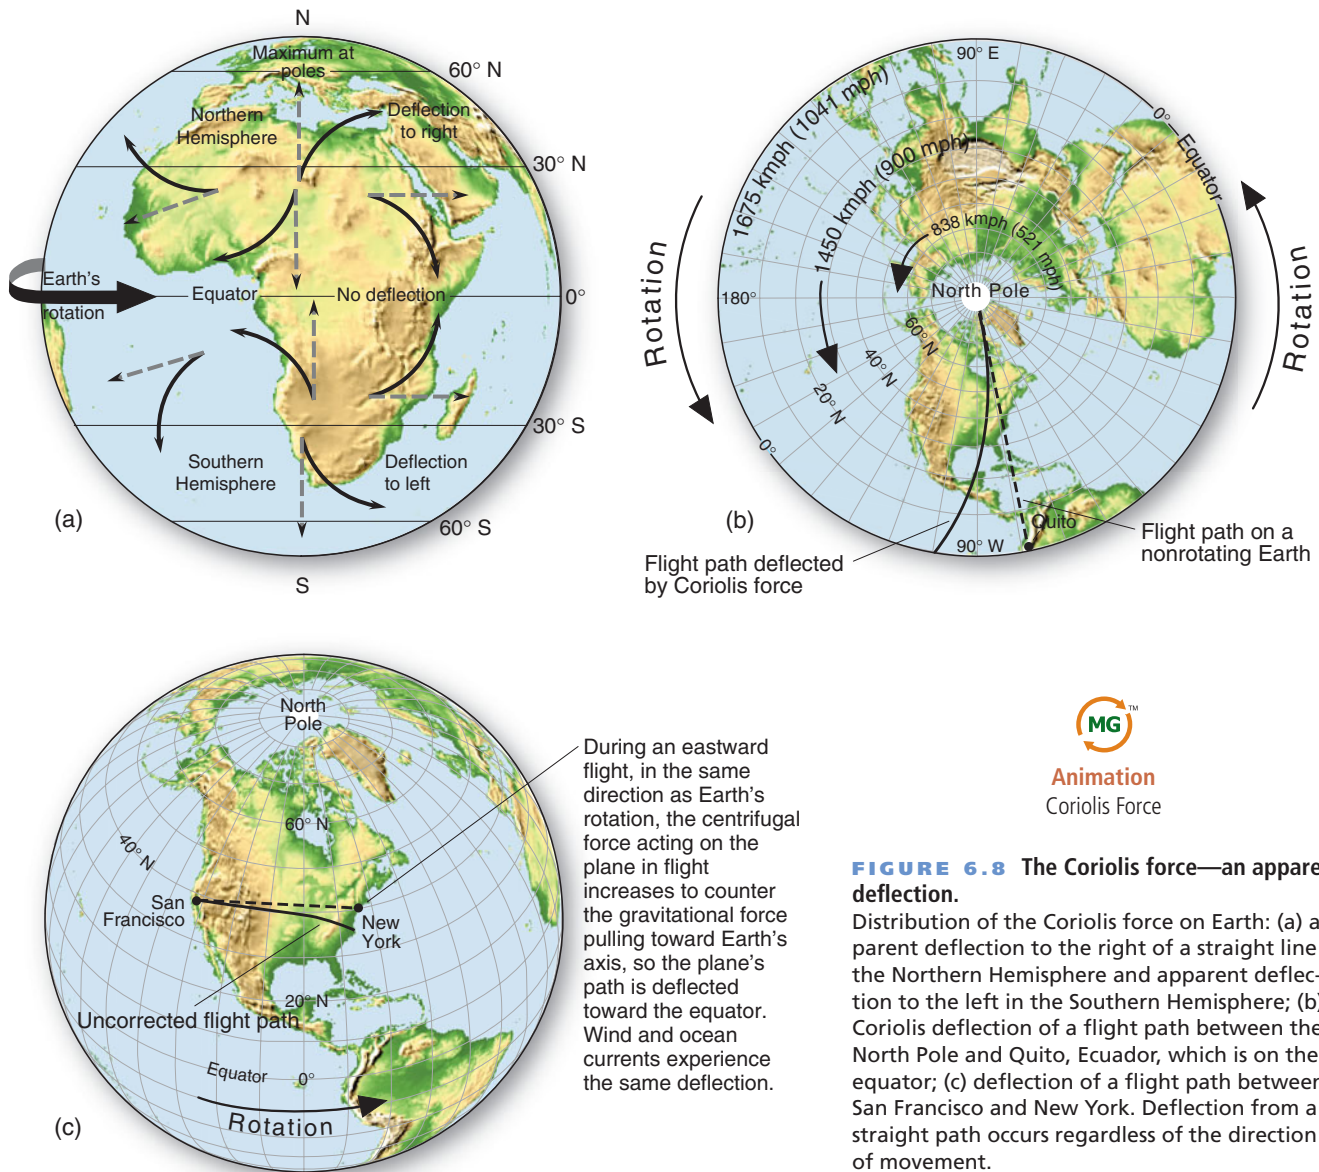 N
Maximum at
poles
60° N
Northern
Hemisphere
Deflection
to right
30° N
Earth's
rotation
Equator
No deflection
0°
30° S
Southern
Hemisphere
Deflection
to left
60° S
(a)
S
90° E
0°
Equator
1675 kmph (1041 mph)
1450 kmph (900 mph)
838 kmph (521 mph)
Rotation
Rotation
180°
North Pole
60° N
40° N
20° N
0°
(b)
Quito
90° W
Flight path deflected
by Coriolis force
Flight path on a
nonrotating Earth
North
Pole
60° N
40° N
San
Francisco
New
York
20° N
Uncorrected flight path
Equator
0°
Rotation
(c)
During an eastward
flight, in the same
direction as Earth's
rotation, the centrifugal
force acting on the
plane in flight
increases to counter
the gravitational force
pulling toward Earth's
axis, so the plane's
path is deflected
toward the equator.
Wind and ocean
currents experience
the same deflection.
MG™
Animation
Coriolis Force
FIGURE 6.8 The Coriolis force—an appare
deflection.
Distribution of the Coriolis force on Earth: (a) a
parent deflection to the right of a straight line
the Northern Hemisphere and apparent deflec-
tion to the left in the Southern Hemisphere; (b)
Coriolis deflection of a flight path between the
North Pole and Quito, Ecuador, which is on the
equator; (c) deflection of a flight path between
San Francisco and New York. Deflection from a
straight path occurs regardless of the direction
of movement.